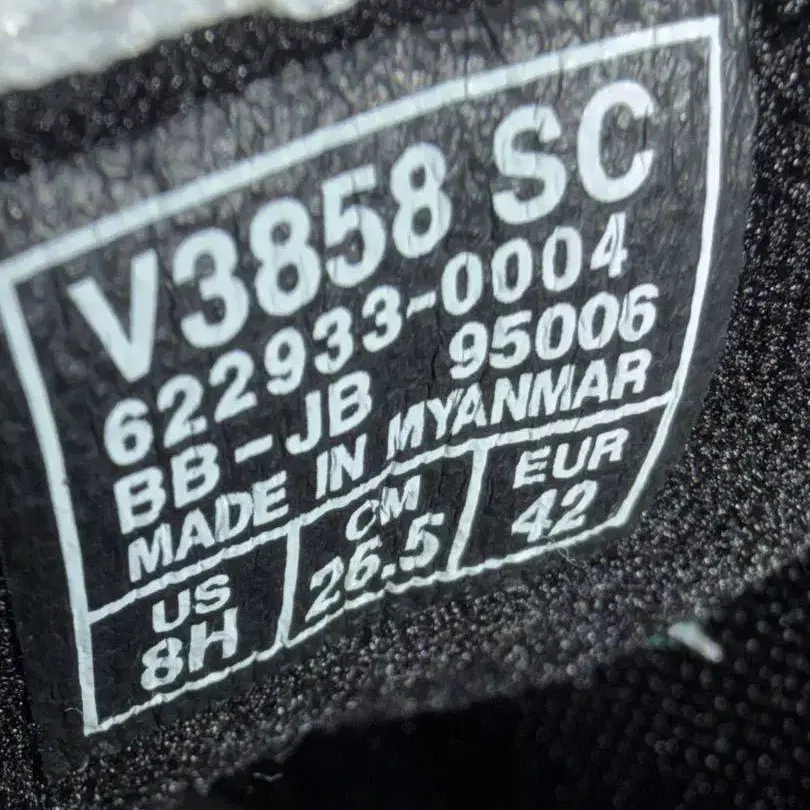 V3858 SC
622933-0004
BB-JB 95006
MADE IN MYANMAR
US CM EUR
8H 26.5 42